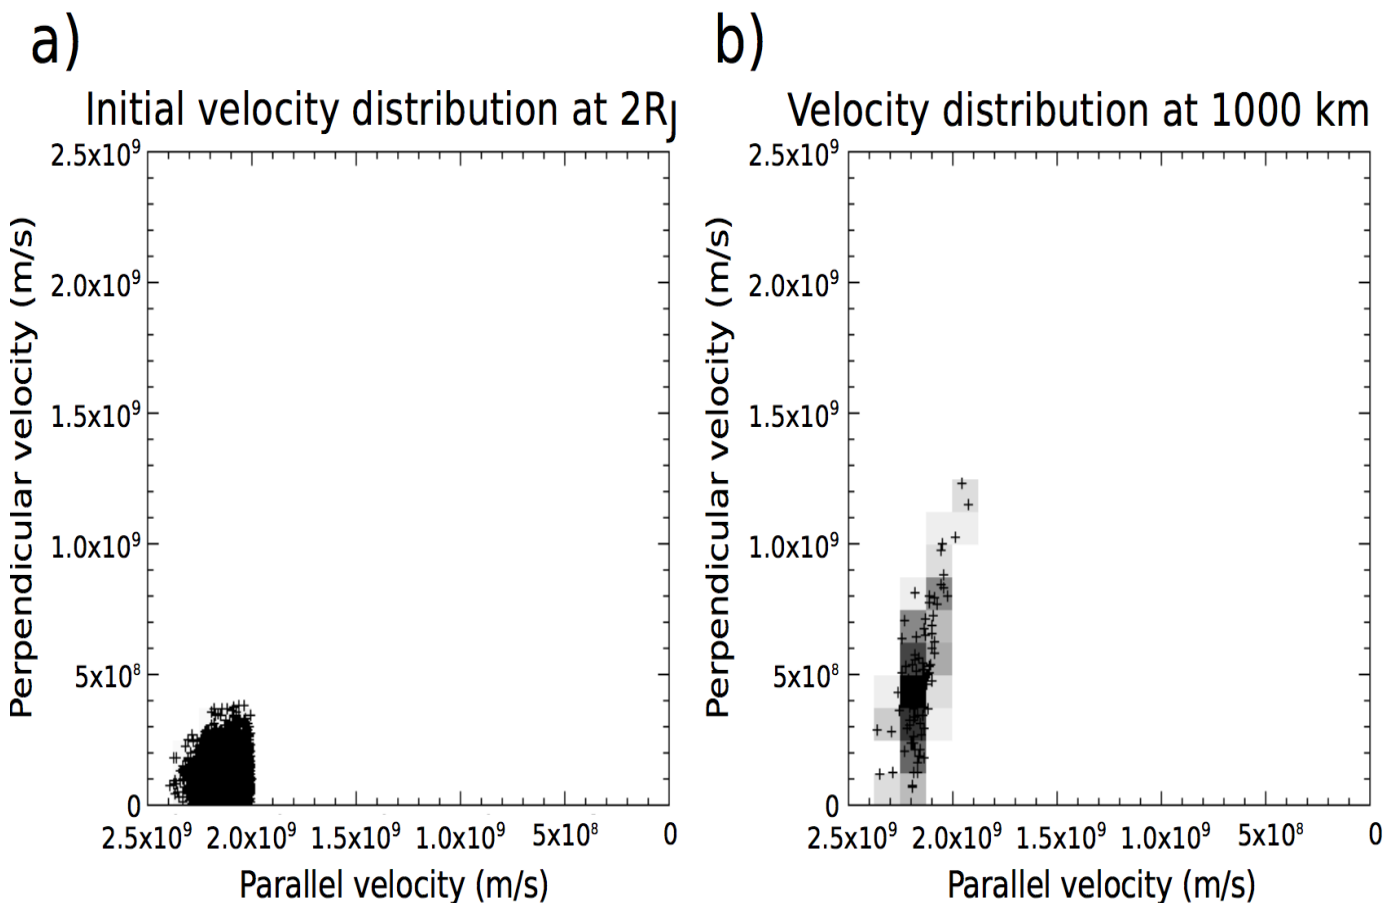 a)
Initial velocity distribution at 2RJ
Perpendicular velocity (m/s)
2.5x10⁹
2.0x10⁹
1.5x10⁹
1.0x10⁹
5x10⁸
0
2.5x10⁹ 2.0x10⁹ 1.5x10⁹ 1.0x10⁹ 5x10⁸ 0
Parallel velocity (m/s)
b)
Velocity distribution at 1000 km
Perpendicular velocity (m/s)
2.5x10⁹
2.0x10⁹
1.5x10⁹
1.0x10⁹
5x10⁸
0
2.5x10⁹ 2.0x10⁹ 1.5x10⁹ 1.0x10⁹ 5x10⁸ 0
Parallel velocity (m/s)